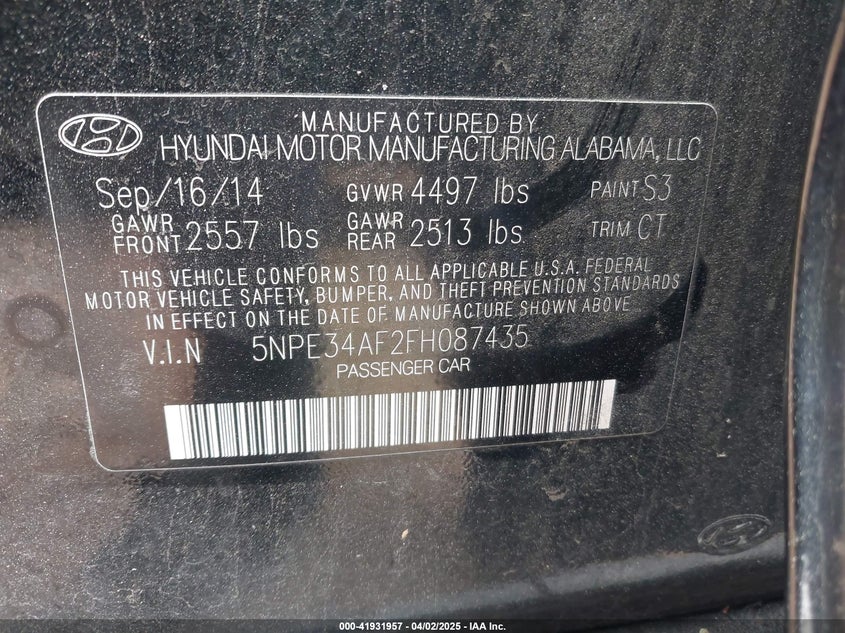 MANUFACTURED BY
HYUNDAI MOTOR MANUFACTURING ALABAMA, LLC
Sep/16/14 GVWR 4497 lbs PAINT S3
GAWR FRONT 2557 lbs GAWR REAR 2513 lbs TRIM CT
THIS VEHICLE CONFORMS TO ALL APPLICABLE U.S.A. FEDERAL
MOTOR VEHICLE SAFETY, BUMPER, AND THEFT PREVENTION STANDARDS
IN EFFECT ON THE DATE OF MANUFACTURE SHOWN ABOVE
V.I.N 5NPE34AF2FH087435
PASSENGER CAR
000-41931957 04/02/2025 - IAA Inc.